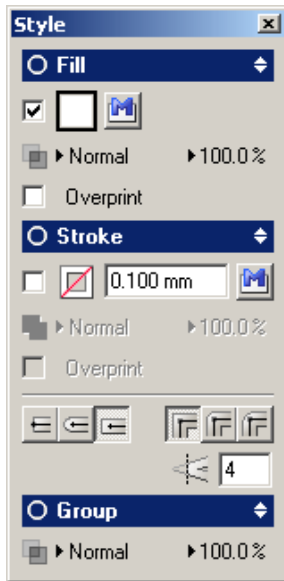 Style
Fill
Normal 100.0%
Overprint
Stroke
0.100 mm
Normal 100.0%
Overprint
4
Group
Normal 100.0%